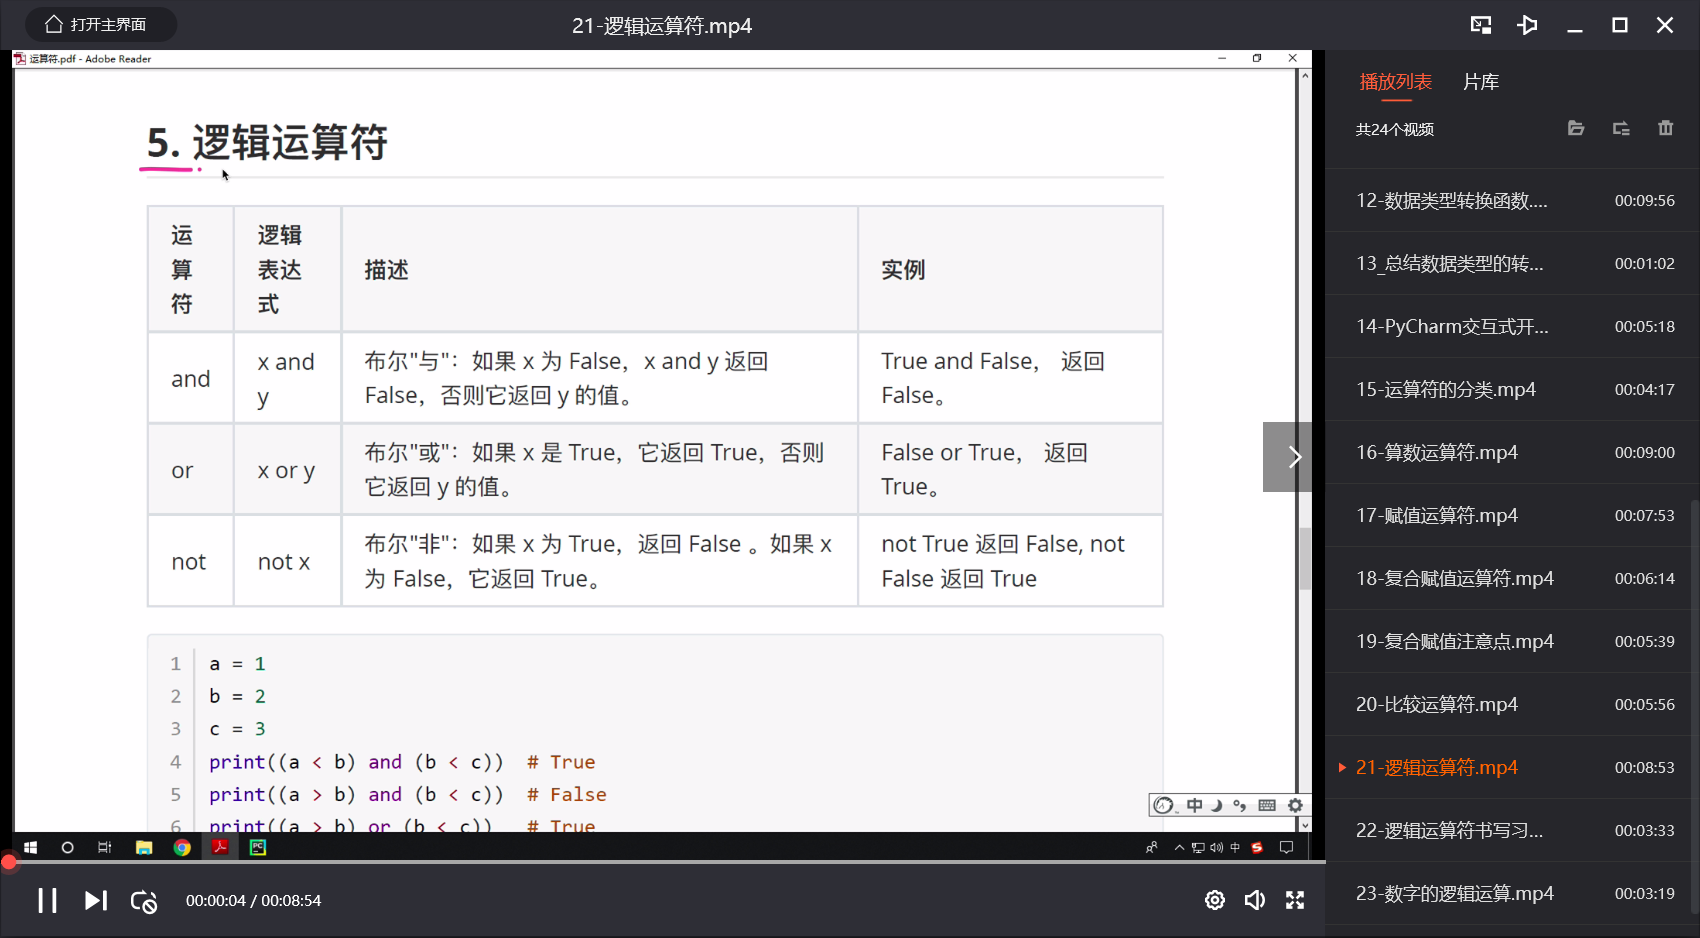 打开主界面
21-逻辑运算符.mp4
运算符.pdf - Adobe Reader
5. 逻辑运算符
运算符
逻辑表达式
描述
实例
and
x and y
布尔"与"：如果 x 为 False，x and y 返回
False，否则它返回 y 的值。
True and False， 返回
False。
or
x or y
布尔"或"：如果 x 是 True，它返回 True，否则
它返回 y 的值。
False or True， 返回
True。
not
not x
布尔"非"：如果 x 为 True，返回 False 。如果 x
为 False，它返回 True。
not True 返回 False, not
False 返回 True
1 a = 1
2 b = 2
3 c = 3
4 print((a < b) and (b < c))  # True
5 print((a > b) and (b < c))  # False
6 print((a > b) or (b < c))   # True
中
中
00:00:04 / 00:08:54
播放列表 片库
共24个视频
12-数据类型转换函数.... 00:09:56
13_总结数据类型的转... 00:01:02
14-PyCharm交互式开... 00:05:18
15-运算符的分类.mp4 00:04:17
16-算数运算符.mp4 00:09:00
17-赋值运算符.mp4 00:07:53
18-复合赋值运算符.mp4 00:06:14
19-复合赋值注意点.mp4 00:05:39
20-比较运算符.mp4 00:05:56
21-逻辑运算符.mp4 00:08:53
22-逻辑运算符书写习... 00:03:33
23-数字的逻辑运算.mp4 00:03:19